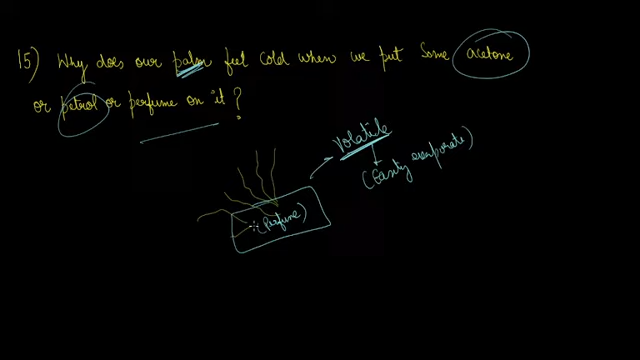 15) Why does our palm feel cold when we put some acetone
or petrol or perfume on it ?
Volatile
(Easily evaporate)
(Perfume)